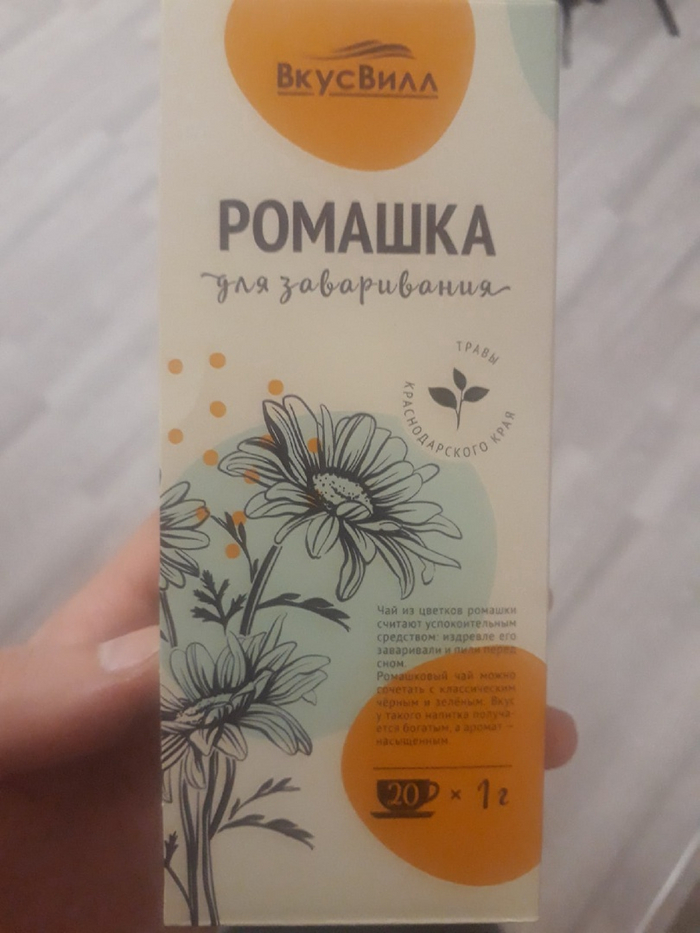 ВкусВилл
РОМАШКА
для заваривания
ТРАВЫ
КРАСНОДАРСКОГО КРАЯ
Чай из цветков ромашки
считают успокоительным
средством: издревле его
заваривали и пили перед
сном.
Ромашковый чай можно
сочетать с классическим
чёрным и зелёным. Вкус
у такого напитка получа-
ется богатым, а аромат –
насыщенным.
20 × 1 г